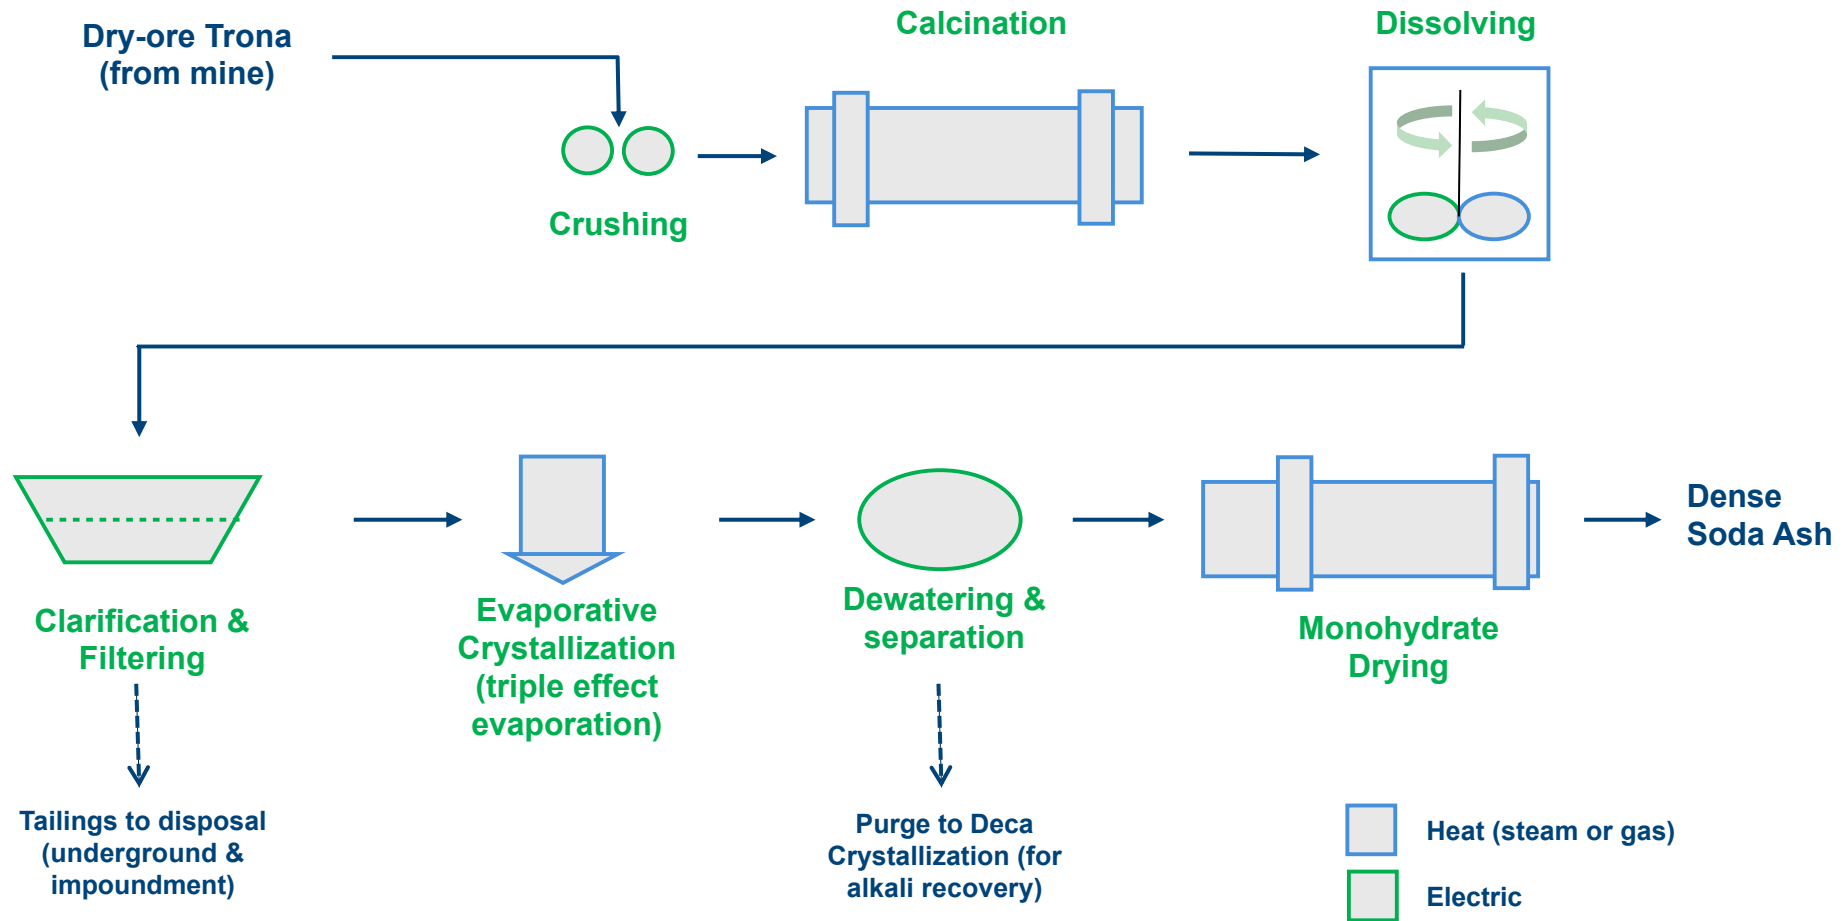 Dry-ore Trona
(from mine)
Calcination
Dissolving
Crushing
Clarification &
Filtering
Evaporative
Crystallization
(triple effect
evaporation)
Dewatering &
separation
Monohydrate
Drying
Dense
Soda Ash
Tailings to disposal
(underground &
impoundment)
Purge to Deca
Crystallization (for
alkali recovery)
Heat (steam or gas)
Electric